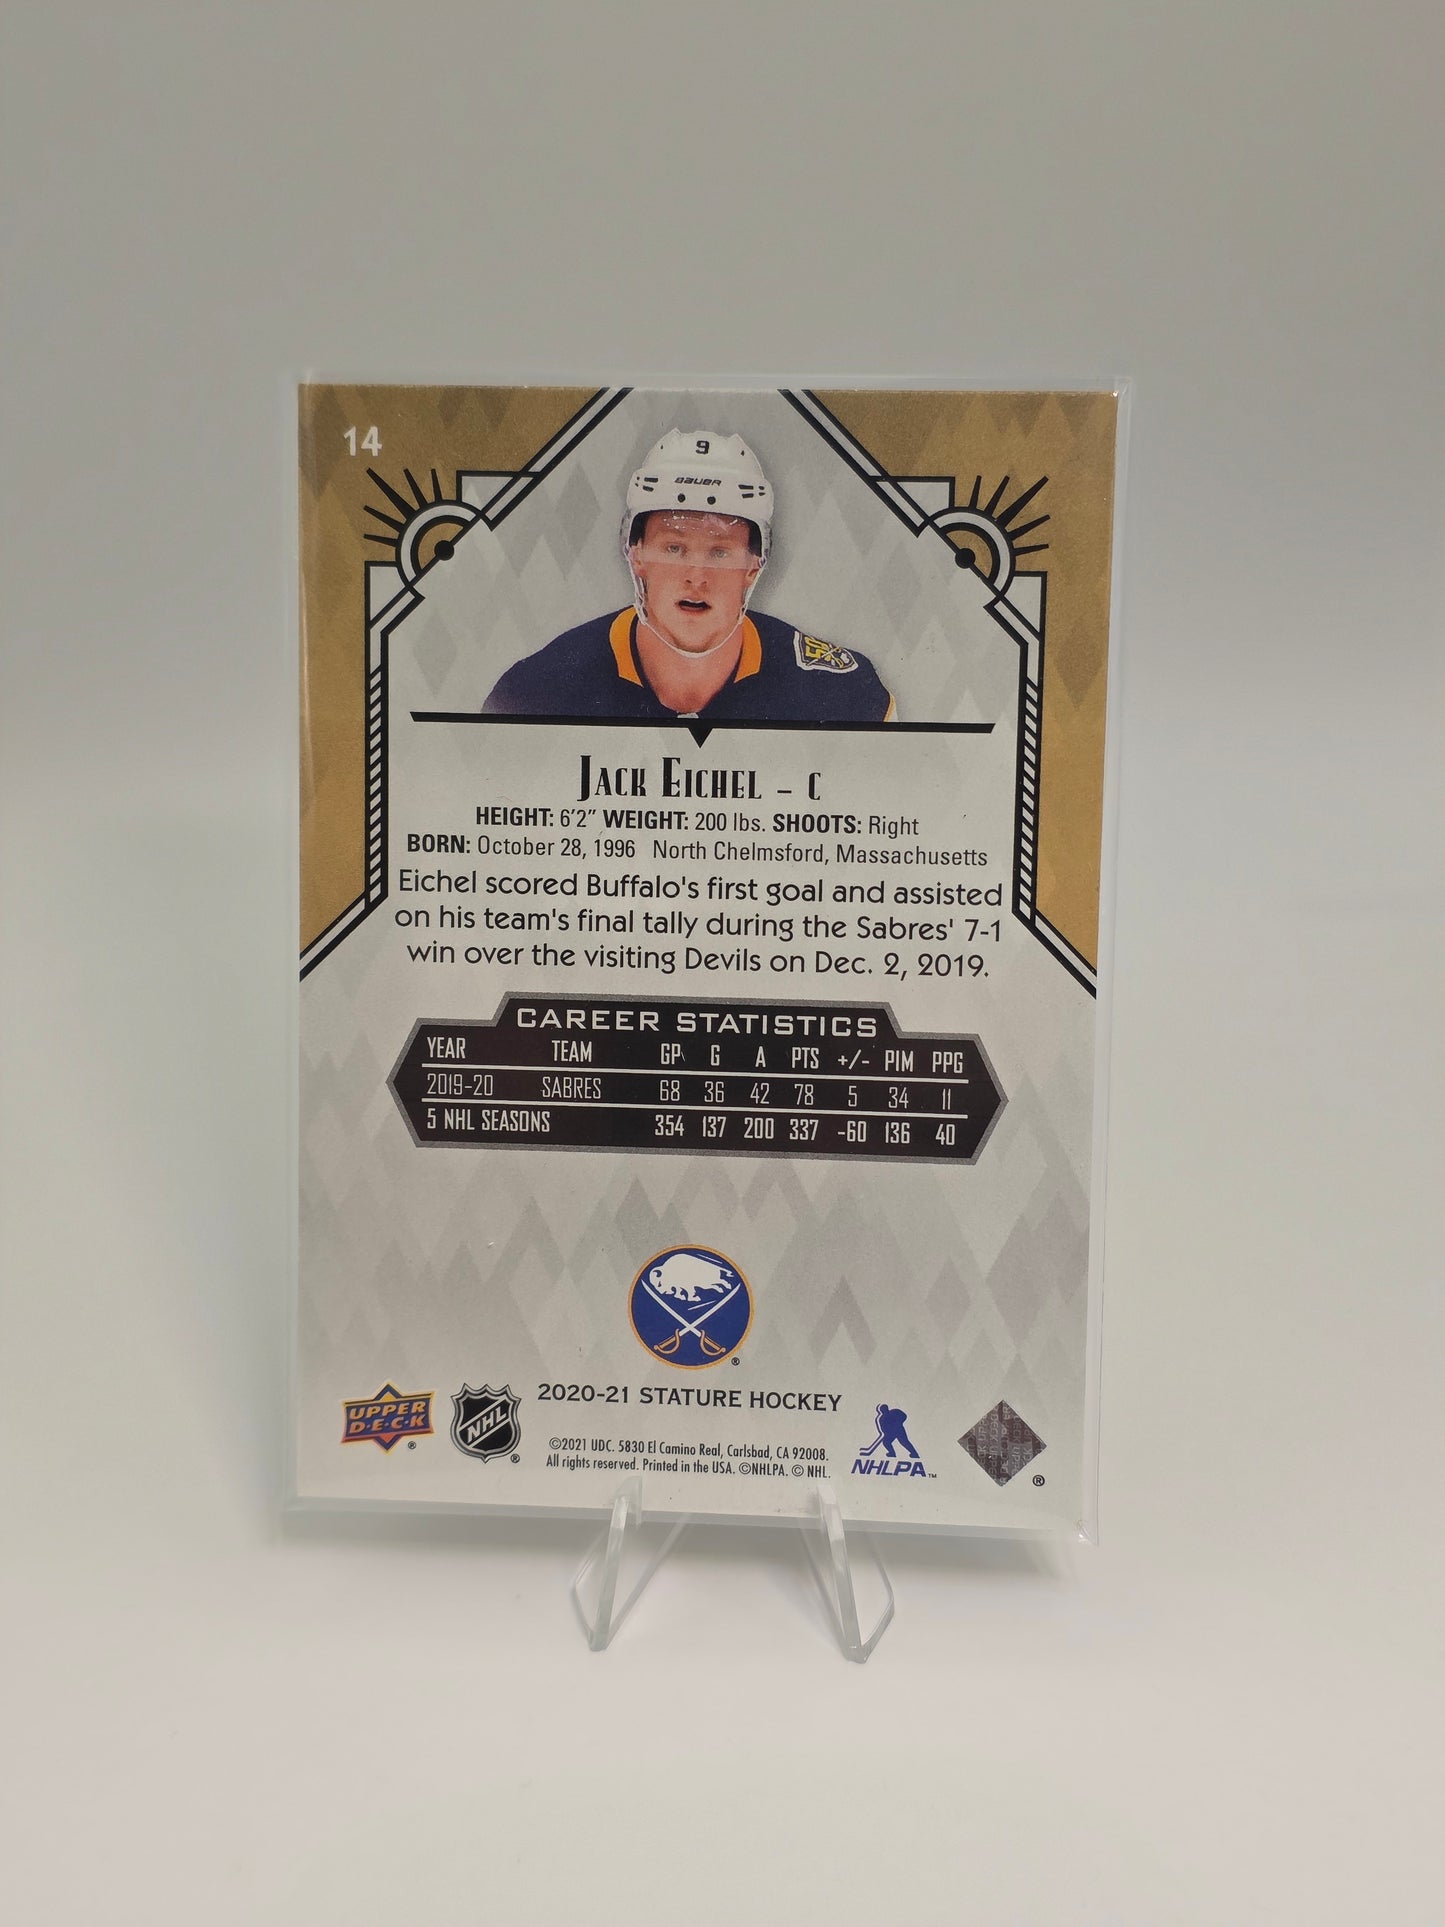 14
9
BAUER
50
JACK EICHEL – C
HEIGHT: 6'2" WEIGHT: 200 lbs. SHOOTS: Right
BORN: October 28, 1996 North Chelmsford, Massachusetts
Eichel scored Buffalo's first goal and assisted
on his team's final tally during the Sabres' 7-1
win over the visiting Devils on Dec. 2, 2019.
CAREER STATISTICS
YEAR TEAM GP G A PTS +/- PIM PPG
2019-20 SABRES 68 36 42 78 5 34 11
5 NHL SEASONS 354 137 200 337 -60 136 40
®
2020-21 STATURE HOCKEY
UPPER
D·E·C·K
®
NHL
®
©2021 UDC. 5830 El Camino Real, Carlsbad, CA 92008.
All rights reserved. Printed in the USA. ©NHLPA. © NHL.
NHLPA™
®